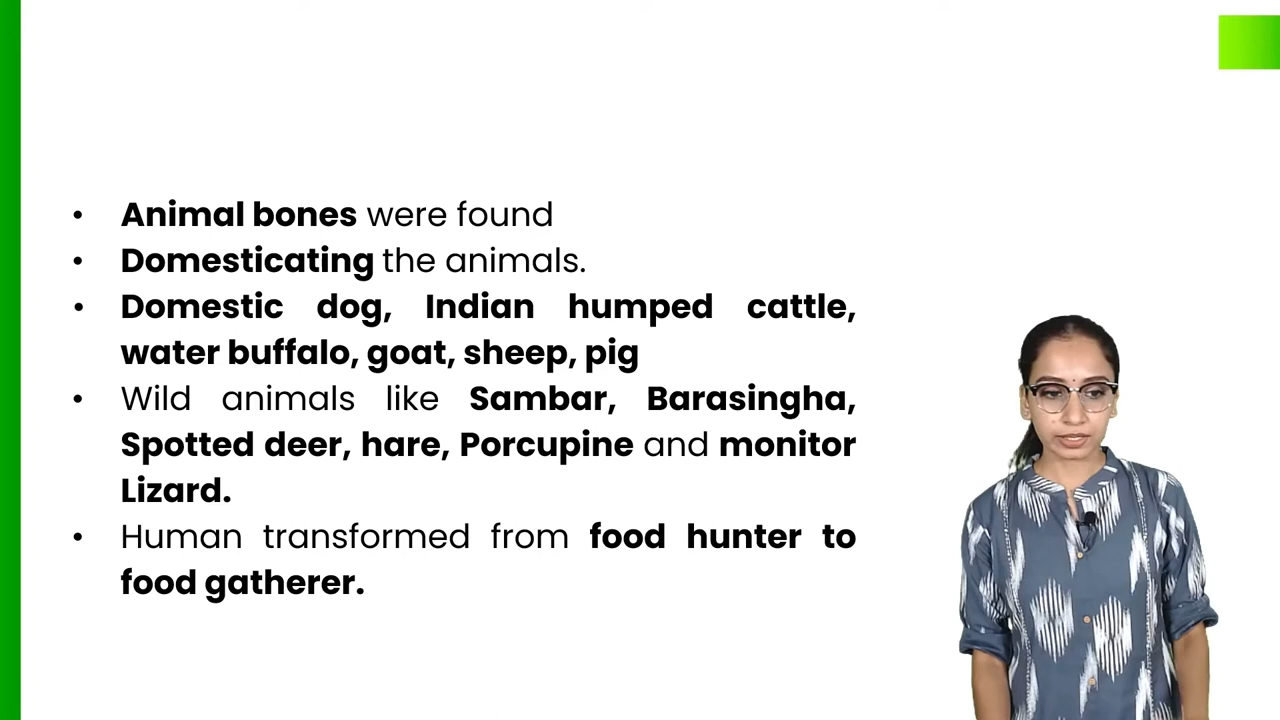 • Animal bones were found
• Domesticating the animals.
• Domestic dog, Indian humped cattle,
water buffalo, goat, sheep, pig
• Wild animals like Sambar, Barasingha,
Spotted deer, hare, Porcupine and monitor
Lizard.
• Human transformed from food hunter to
food gatherer.